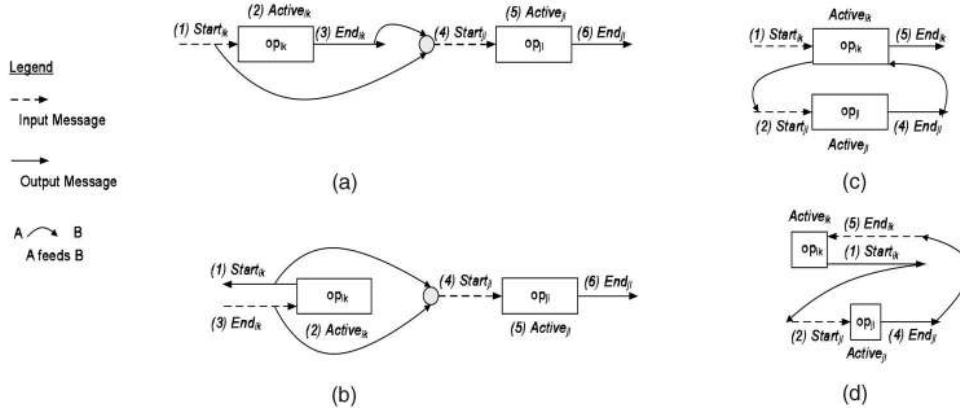 Legend
Input Message
Output Message
A B
A feeds B
(1) Start_ik
(2) Active_ik
op_ik
(3) End_ik
(4) Start_jl
(5) Active_jl
op_jl
(6) End_jl
(a)
(1) Start_ik
op_ik
(3) End_ik
(2) Active_ik
(4) Start_jl
op_jl
(6) End_jl
(5) Active_jl
(b)
Active_ik
(1) Start_ik
op_ik
(5) End_ik
(2) Start_jl
op_jl
(4) End_jl
Active_jl
(c)
Active_ik
op_ik
(5) End_ik
(1) Start_ik
(2) Start_jl
op_jl
(4) End_jl
Active_jl
(d)